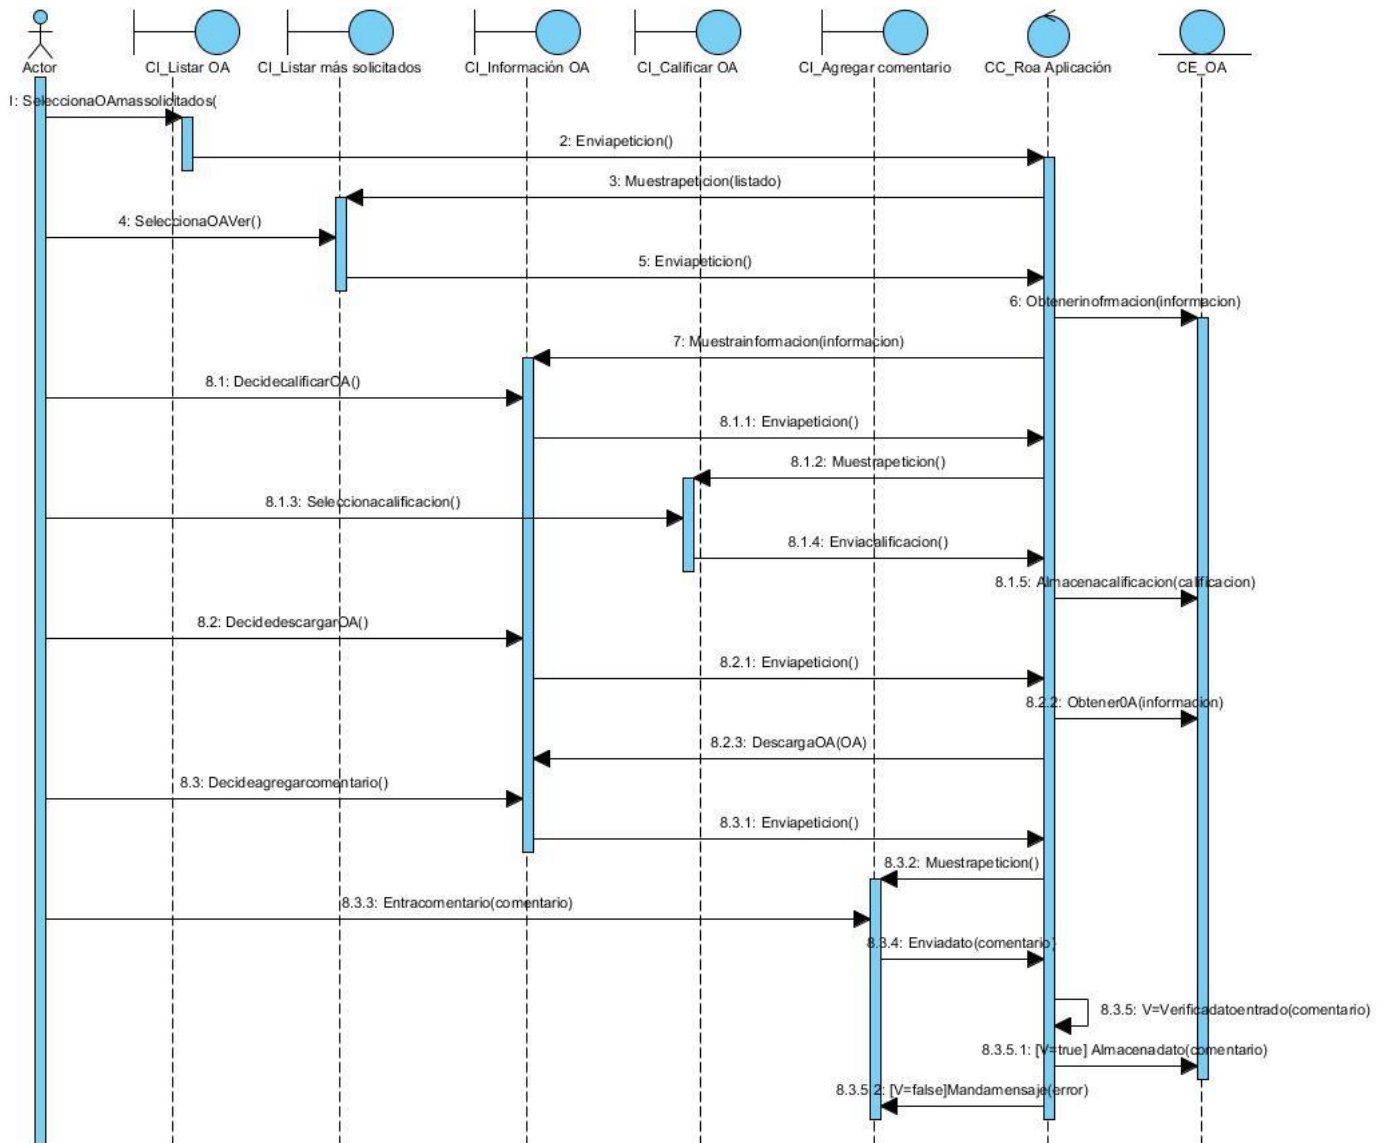 Actor
CI_Listar OA
CI_Listar más solicitados
CI_Información OA
CI_Calificar OA
CI_Agregar comentario
CC_Roa Aplicación
CE_OA
I: SeleccionaOAmassolicitados(
2: Enviapeticion()
3: Muestrapeticion(listado)
4: SeleccionaOAVer()
5: Enviapeticion()
6: Obtenerinofrmacion(informacion)
7: Muestrainformacion(informacion)
8.1: DecidecalificarOA()
8.1.1: Enviapeticion()
8.1.2: Muestrapeticion()
8.1.3: Seleccionacalificacion()
8.1.4: Enviacalificacion()
8.1.5: Almacenacalificacion(calificacion)
8.2: DecidedescargarOA()
8.2.1: Enviapeticion()
8.2.2: Obtener0A(informacion)
8.2.3: DescargaOA(OA)
8.3: Decideagregarcomentario()
8.3.1: Enviapeticion()
8.3.2: Muestrapeticion()
8.3.3: Entracomentario(comentario)
8.3.4: Enviadato(comentario)
8.3.5: V=Verificadatoentrado(comentario)
8.3.5.1: [V=true] Almacenadato(comentario)
8.3.5.2: [V=false]Mandamensaje(error)